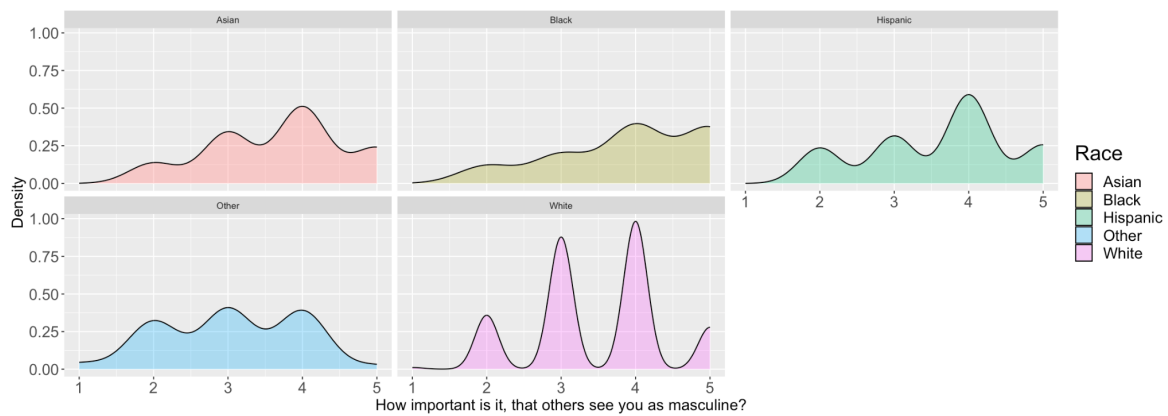 Asian
Black
Hispanic
1.00
0.75
0.50
0.25
0.00
1 2 3 4 5
Other
White
1.00
0.75
0.50
0.25
0.00
1 2 3 4 5
1 2 3 4 5
Density
How important is it, that others see you as masculine?
Race
Asian
Black
Hispanic
Other
White